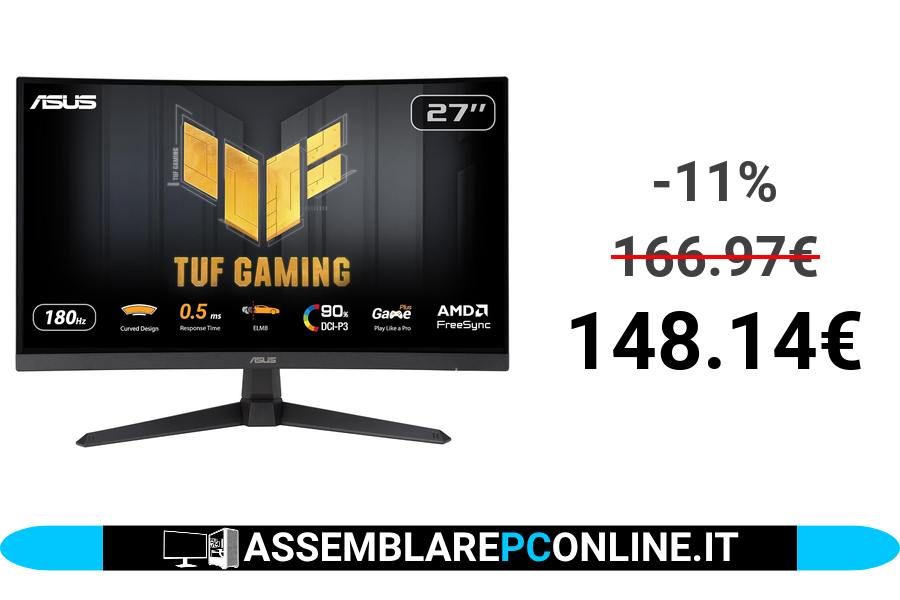 ASUS
27"
TUF GAMING
TUF GAMING
180Hz
Curved Design
0.5 ms
Response Time
ELMB
90%
DCI-P3
Game Plus
Play Like a Pro
AMD
FreeSync
ASUS
-11%
166.97€
148.14€
ASSEMBLAREPCONLINE.IT